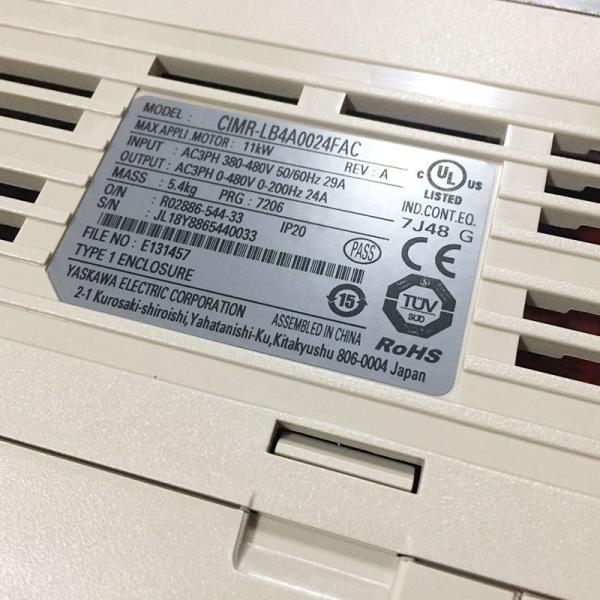 MODEL : CIMR-LB4A0024FAC
MAX APPLI. MOTOR : 11kW REV : A
INPUT : AC3PH 380-480V 50/60Hz 29A
OUTPUT : AC3PH 0-480V 0-200Hz 24A
MASS : 5.4kg PRG : 7206
O/N : R02886-544-33 IP20
S/N : JL18Y8865440033
FILE NO : E131457 PASS
TYPE 1 ENCLOSURE
YASKAWA ELECTRIC CORPORATION ASSEMBLED IN CHINA
2-1 Kurosaki-shiroishi, Yahatanishi-Ku, Kitakyushu 806-0004 Japan
C UL US
LISTED
IND.CONT.EQ.
7J48 G
CE
15
TÜV
SÜD
RoHS